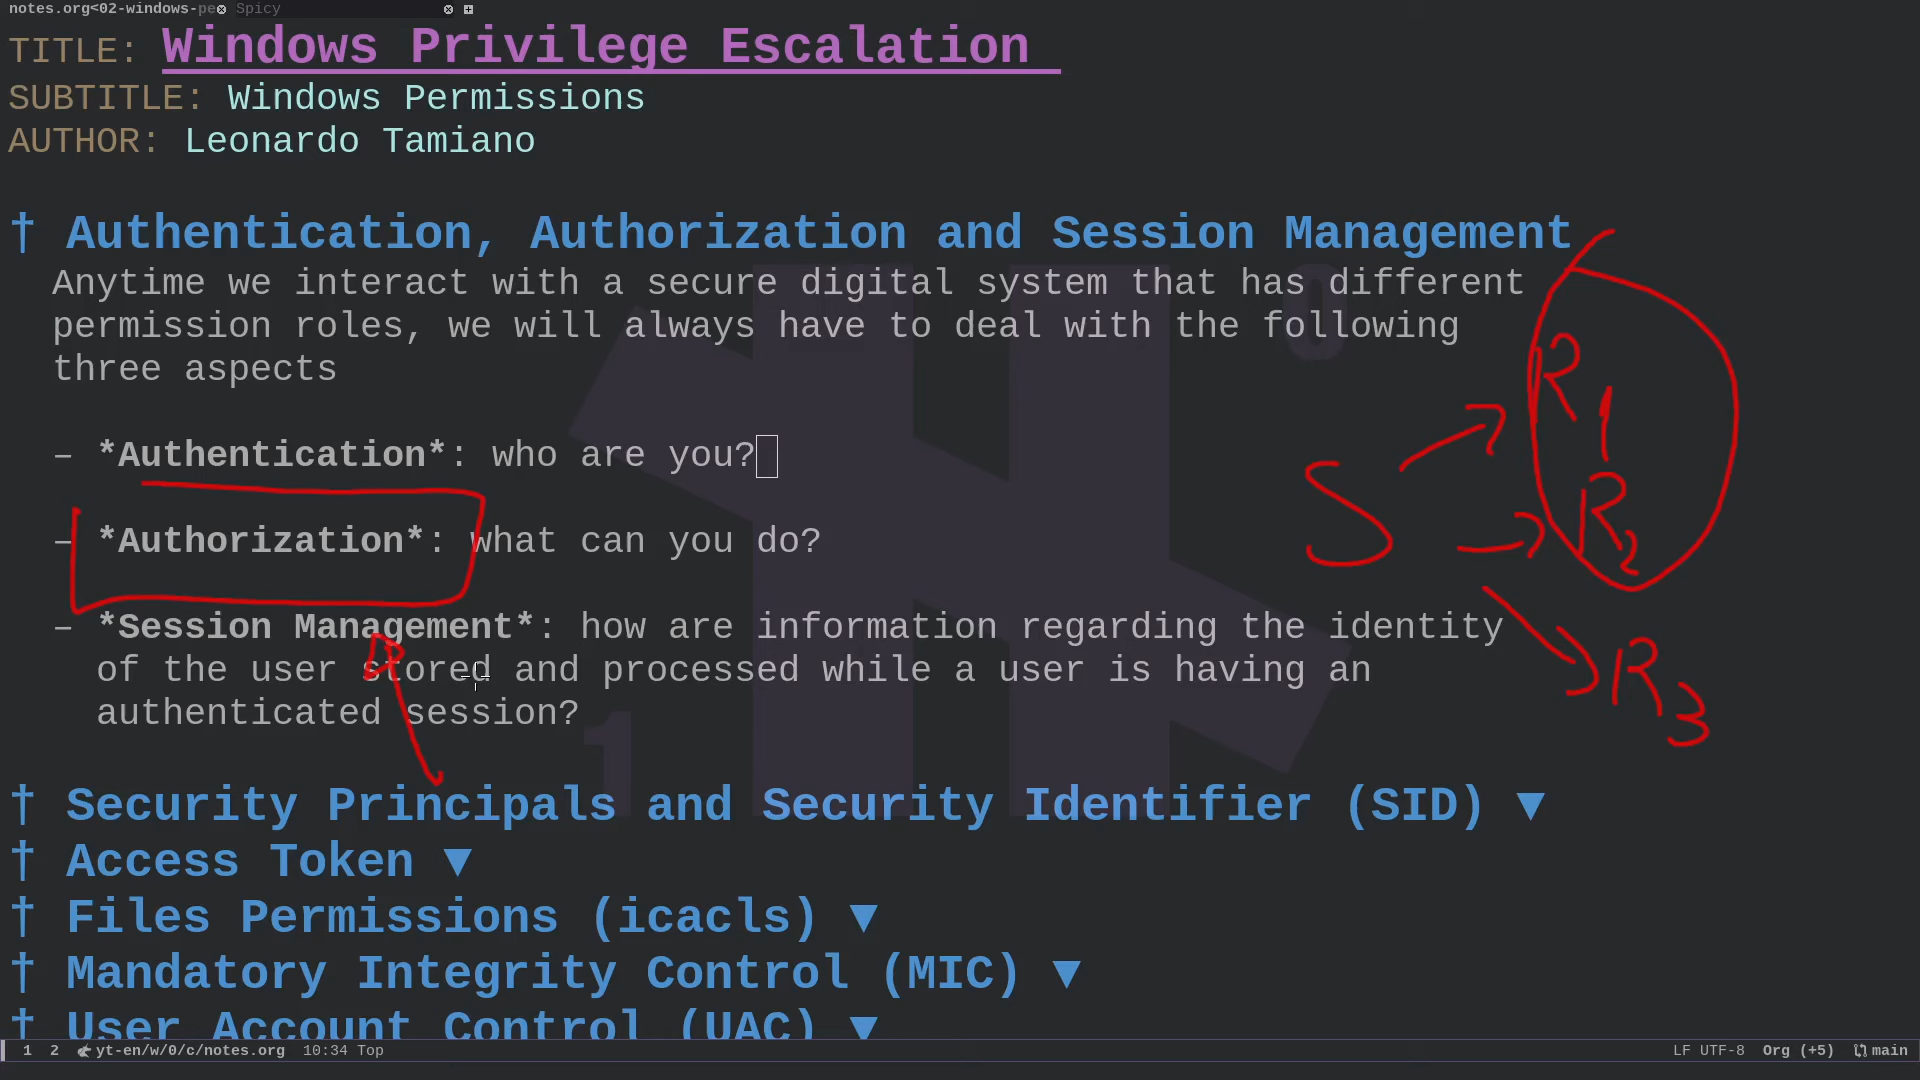 notes.org<02-windows-pe
Spicy
TITLE: Windows Privilege Escalation
SUBTITLE: Windows Permissions
AUTHOR: Leonardo Tamiano
† Authentication, Authorization and Session Management
Anytime we interact with a secure digital system that has different
permission roles, we will always have to deal with the following
three aspects
– *Authentication*: who are you?
– *Authorization*: what can you do?
– *Session Management*: how are information regarding the identity
of the user stored and processed while a user is having an
authenticated session?
S
R1
R2
R3
0
1
† Security Principals and Security Identifier (SID) ▼
† Access Token ▼
† Files Permissions (icacls) ▼
† Mandatory Integrity Control (MIC) ▼
† User Account Control (UAC) ▼
1 2 yt-en/w/0/c/notes.org 10:34 Top LF UTF-8 Org (+5) main